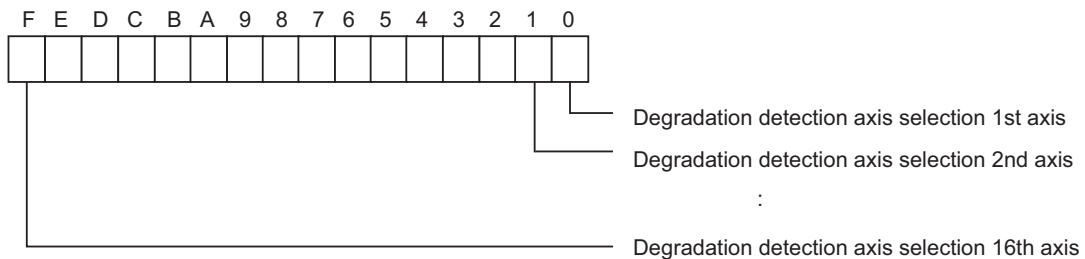 F E D C B A 9 8 7 6 5 4 3 2 1 0
Degradation detection axis selection 1st axis
Degradation detection axis selection 2nd axis
:
Degradation detection axis selection 16th axis